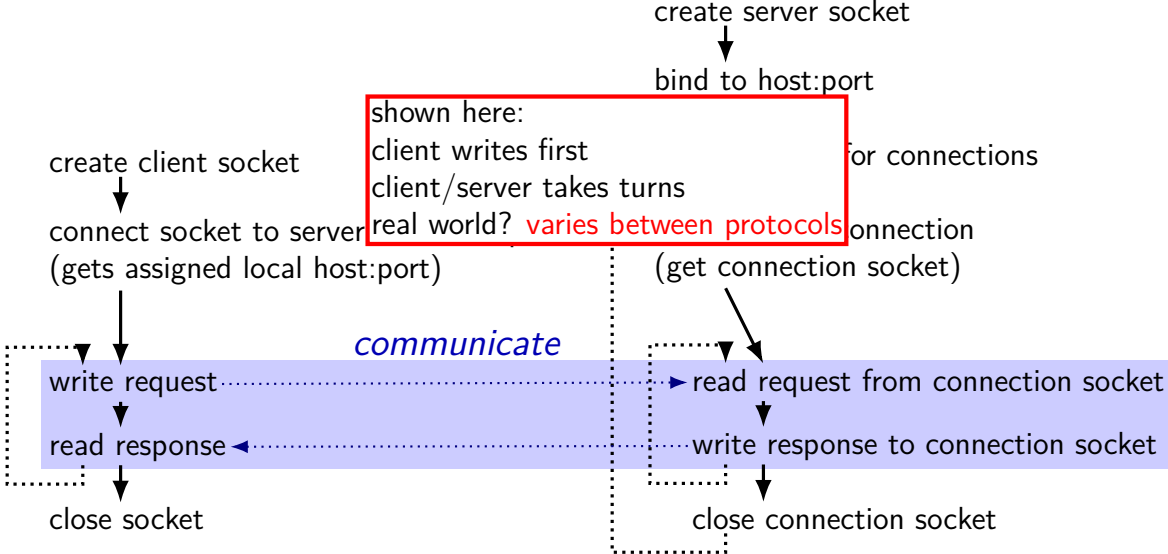 create server socket
bind to host:port
shown here:
client writes first
client/server takes turns
real world? varies between protocols
for connections
onnection
(get connection socket)
create client socket
connect socket to server
(gets assigned local host:port)
communicate
write request
read request from connection socket
read response
write response to connection socket
close socket
close connection socket